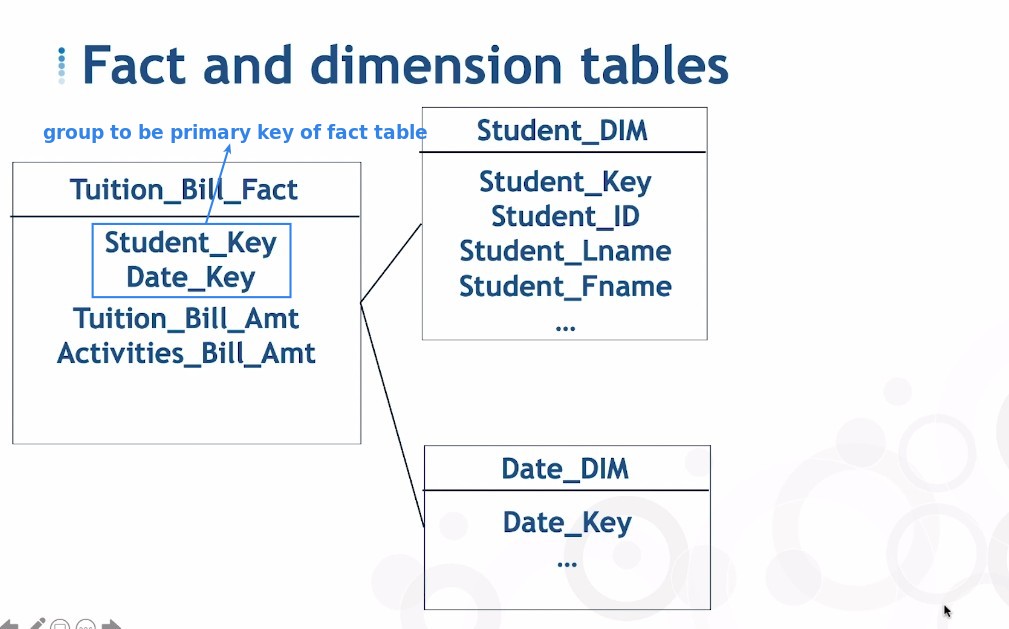 Fact and dimension tables
group to be primary key of fact table
Tuition_Bill_Fact
Student_Key
Date_Key
Tuition_Bill_Amt
Activities_Bill_Amt
Student_DIM
Student_Key
Student_ID
Student_Lname
Student_Fname
...
Date_DIM
Date_Key
...